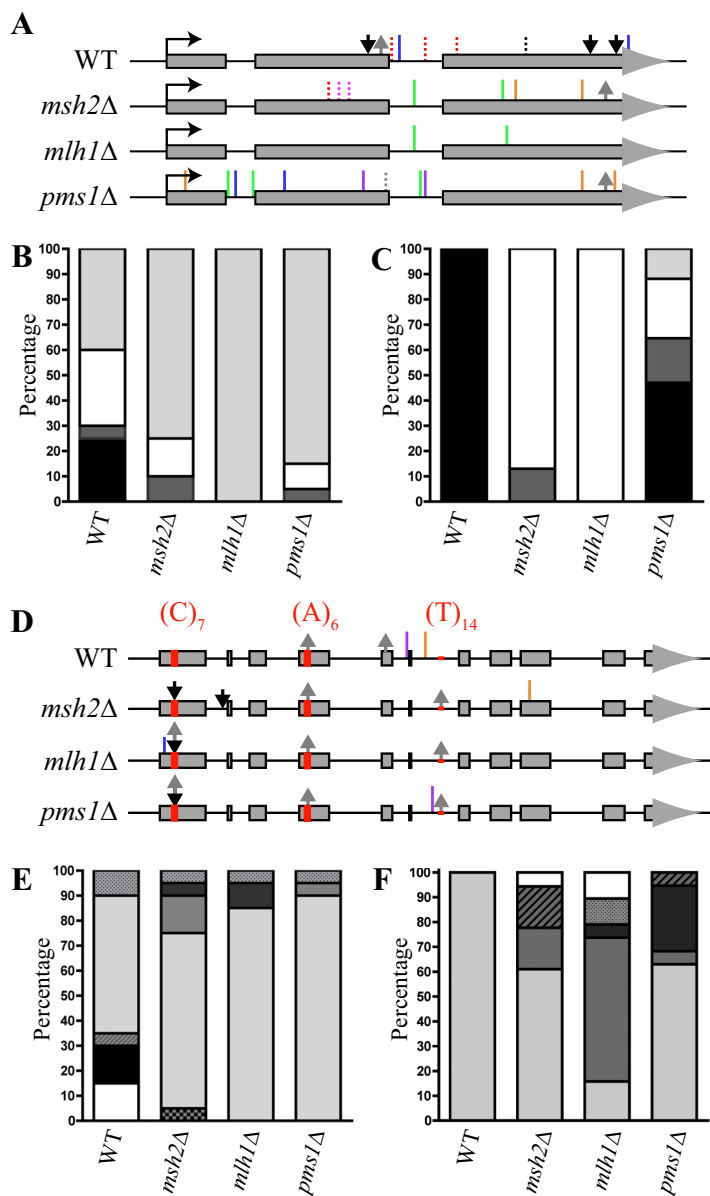 A
WT
msh2Δ
mlh1Δ
pms1Δ
B
Percentage
100
90
80
70
60
50
40
30
20
10
0
WT
msh2Δ
mlh1Δ
pms1Δ
C
Percentage
100
90
80
70
60
50
40
30
20
10
0
WT
msh2Δ
mlh1Δ
pms1Δ
D
(C)7 (A)6 (T)14
WT
msh2Δ
mlh1Δ
pms1Δ
E
Percentage
100
90
80
70
60
50
40
30
20
10
0
WT
msh2Δ
mlh1Δ
pms1Δ
F
Percentage
100
90
80
70
60
50
40
30
20
10
0
WT
msh2Δ
mlh1Δ
pms1Δ